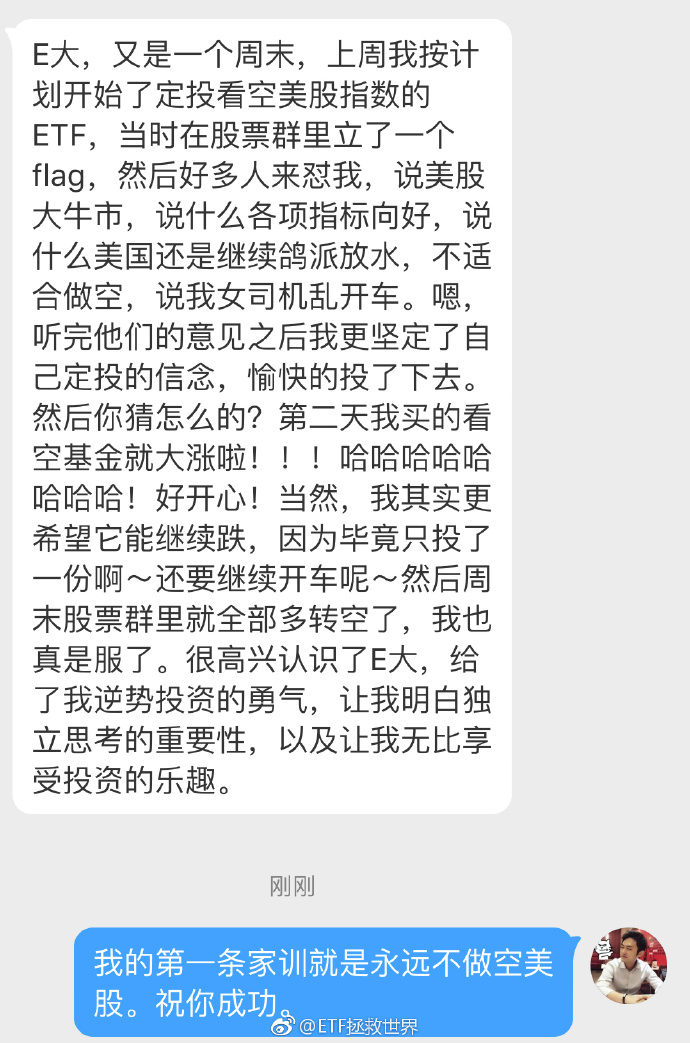 E大，又是一个周末，上周我按计
划开始了定投看空美股指数的
ETF，当时在股票群里立了一个
flag，然后好多人来怼我，说美股
大牛市，说什么各项指标向好，说
什么美国还是继续鸽派放水，不适
合做空，说我女司机乱开车。嗯，
听完他们的意见之后我更坚定了自
己定投的信念，愉快的投了下去。
然后你猜怎么的？第二天我买的看
空基金就大涨啦！！！哈哈哈哈哈
哈哈哈！好开心！当然，我其实更
希望它能继续跌，因为毕竟只投了
一份啊～还要继续开车呢～然后周
末股票群里就全部多转空了，我也
真是服了。很高兴认识了E大，给
了我逆势投资的勇气，让我明白独
立思考的重要性，以及让我无比享
受投资的乐趣。
刚刚
我的第一条家训就是永远不做空美
股。祝你成功。
@ETF拯救世界